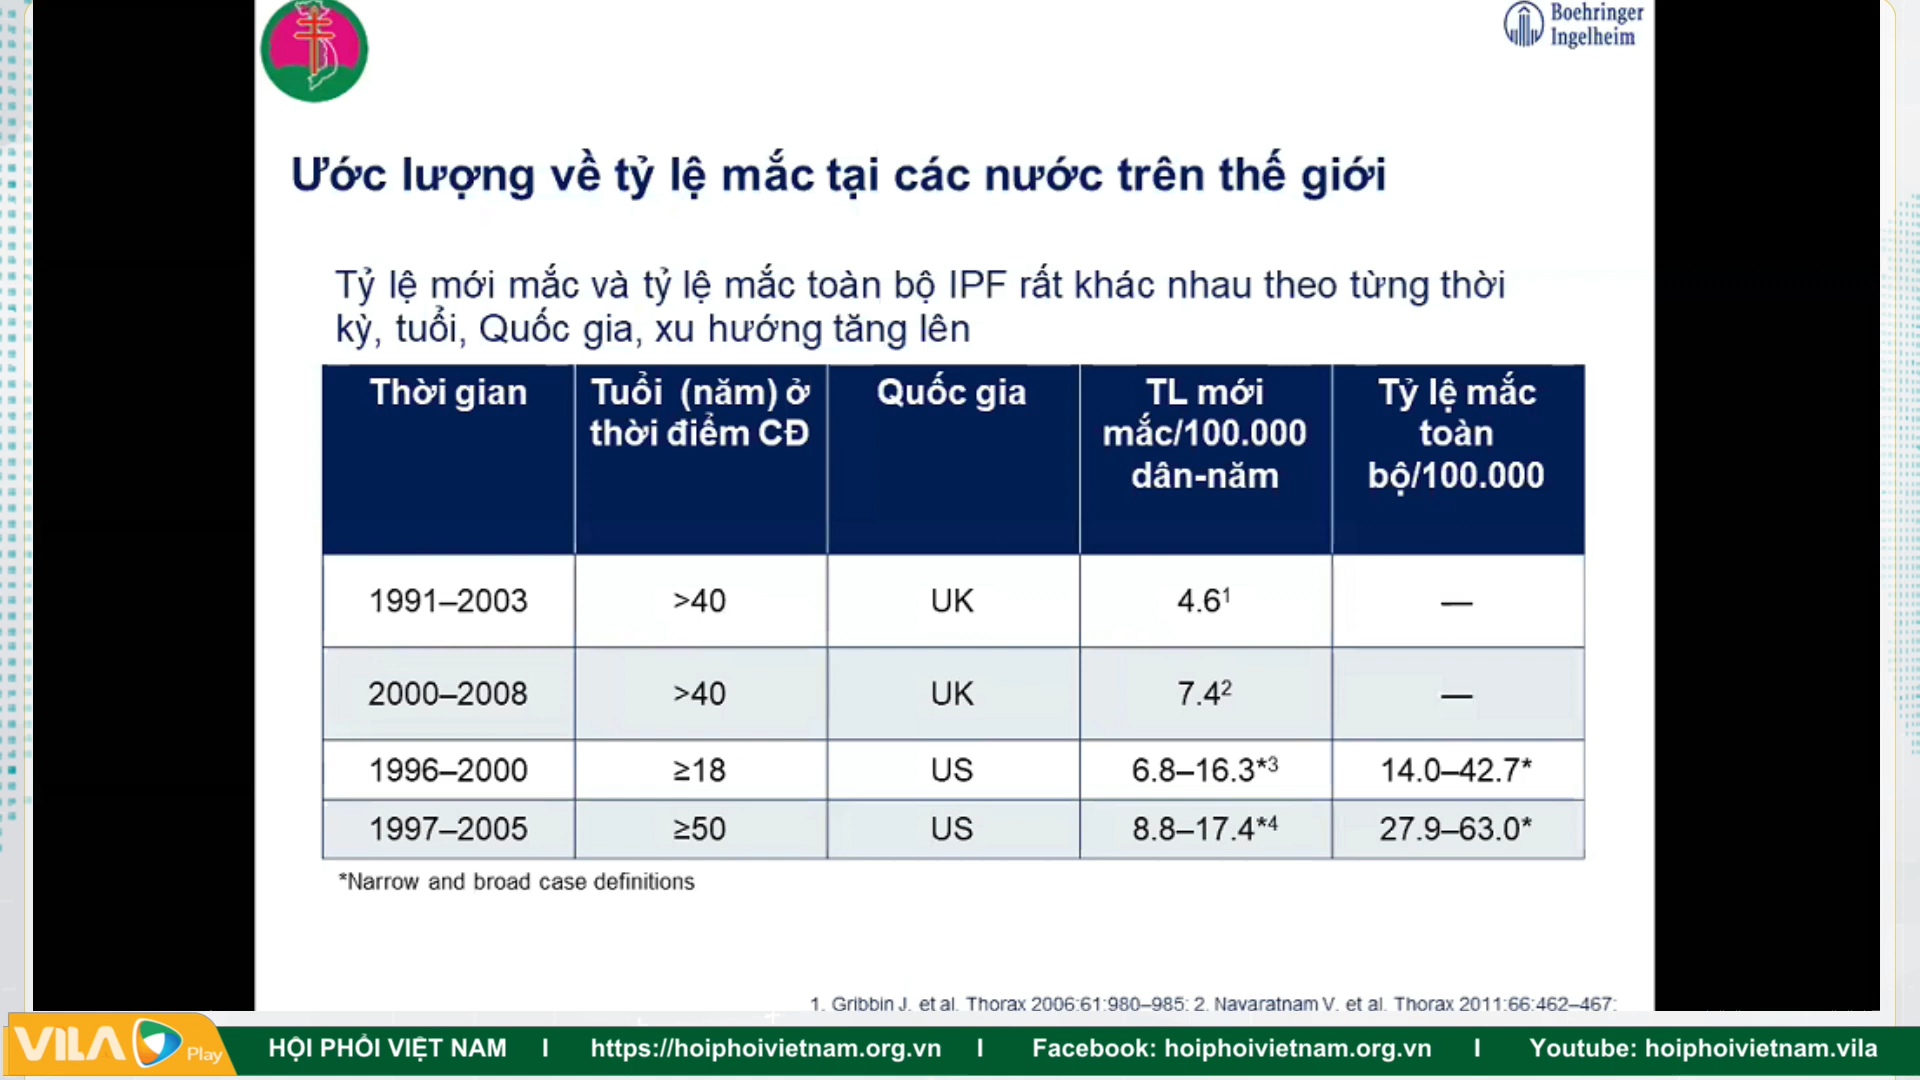 Boehringer
Ingelheim
Ước lượng về tỷ lệ mắc tại các nước trên thế giới
Tỷ lệ mới mắc và tỷ lệ mắc toàn bộ IPF rất khác nhau theo từng thời
kỳ, tuổi, Quốc gia, xu hướng tăng lên
Thời gian
Tuổi (năm) ở
thời điểm CĐ
Quốc gia
TL mới
mắc/100.000
dân-năm
Tỷ lệ mắc
toàn
bộ/100.000
1991–2003 >40 UK 4.6¹ —
2000–2008 >40 UK 7.4² —
1996–2000 ≥18 US 6.8–16.3*³ 14.0–42.7*
1997–2005 ≥50 US 8.8–17.4*⁴ 27.9–63.0*
*Narrow and broad case definitions
1. Gribbin J, et al. Thorax 2006;61:980–985; 2. Navaratnam V, et al. Thorax 2011;66:462–467;
VILA Play
HỘI PHỔI VIỆT NAM I https://hoiphoivietnam.org.vn I Facebook: hoiphoivietnam.org.vn I Youtube: hoiphoivietnam.vila